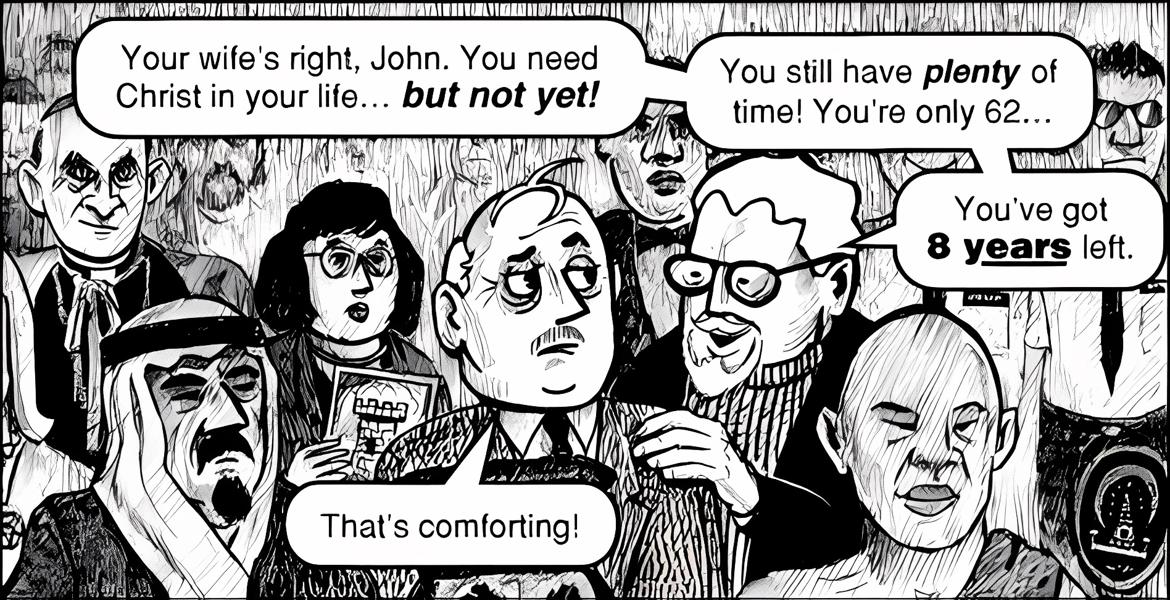 Your wife's right, John. You need
Christ in your life... but not yet!
You still have plenty of
time! You're only 62...
You've got
8 years left.
That's comforting!